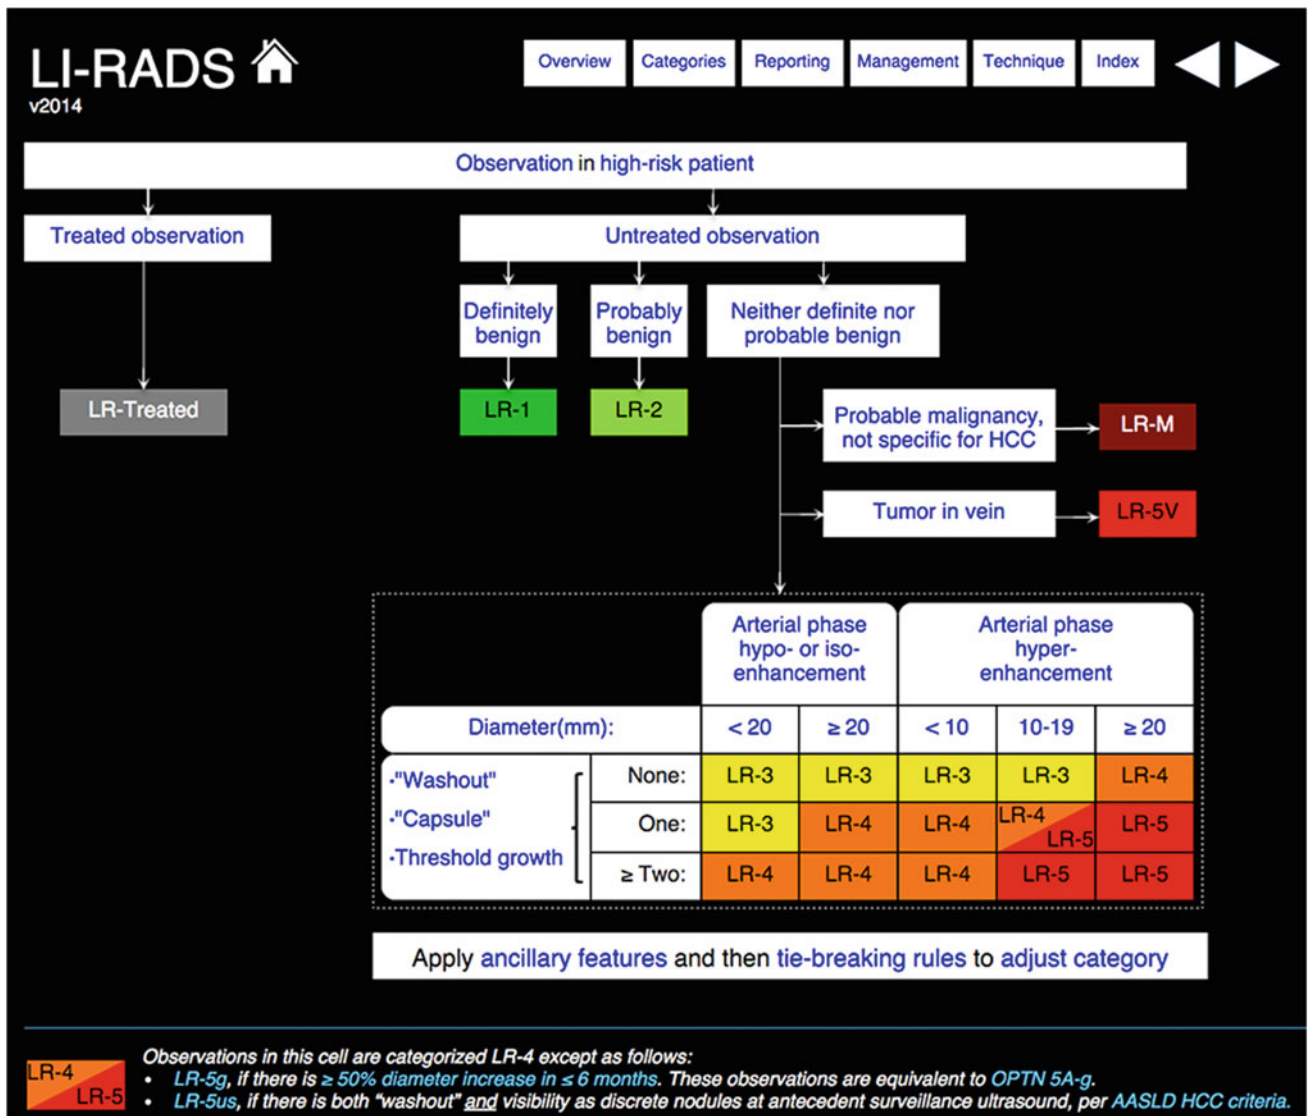 LI-RADS
v2014
Overview Categories Reporting Management Technique Index
Observation in high-risk patient
Treated observation
Untreated observation
Definitely
benign
Probably
benign
Neither definite nor
probable benign
LR-Treated
LR-1
LR-2
Probable malignancy,
not specific for HCC
LR-M
Tumor in vein
LR-5V
Arterial phase
hypo- or iso-
enhancement
Arterial phase
hyper-
enhancement
Diameter(mm): < 20 ≥ 20 < 10 10-19 ≥ 20
·"Washout"
·"Capsule"
·Threshold growth
None: LR-3 LR-3 LR-3 LR-3 LR-4
One: LR-3 LR-4 LR-4 LR-4 LR-5 LR-5
≥ Two: LR-4 LR-4 LR-4 LR-5 LR-5
Apply ancillary features and then tie-breaking rules to adjust category
LR-4
LR-5
Observations in this cell are categorized LR-4 except as follows:
• LR-5g, if there is ≥ 50% diameter increase in ≤ 6 months. These observations are equivalent to OPTN 5A-g.
• LR-5us, if there is both "washout" and visibility as discrete nodules at antecedent surveillance ultrasound, per AASLD HCC criteria.